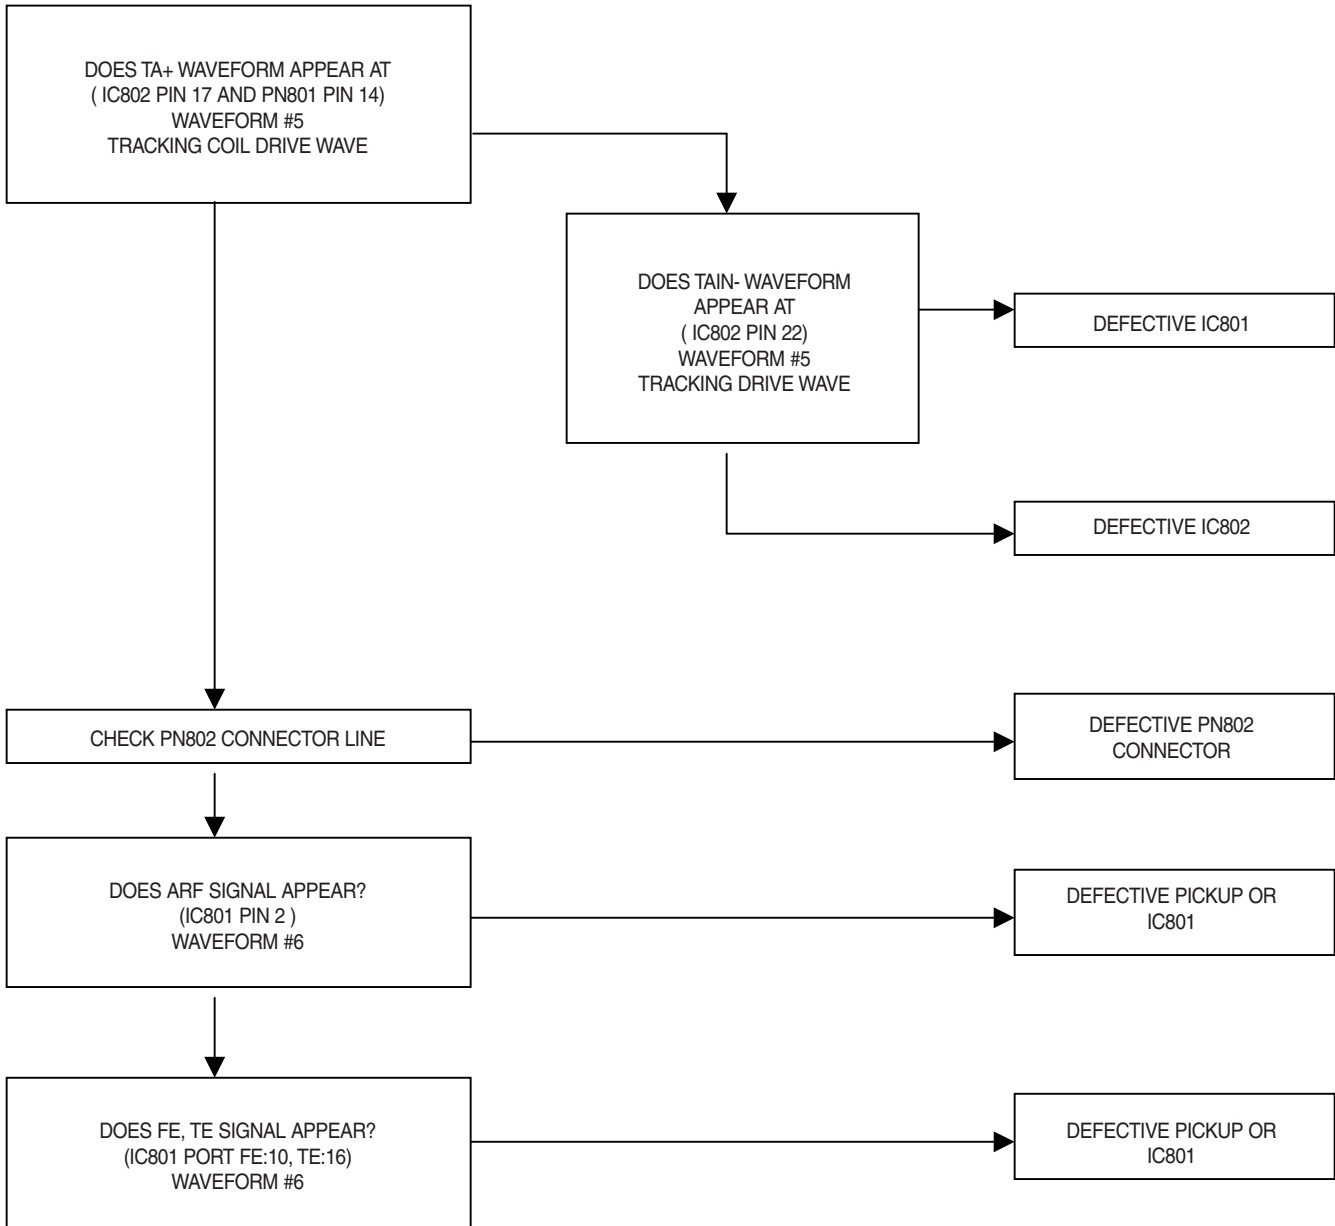 DOES TA+ WAVEFORM APPEAR AT
( IC802 PIN 17 AND PN801 PIN 14)
WAVEFORM #5
TRACKING COIL DRIVE WAVE
DOES TAIN- WAVEFORM
APPEAR AT
( IC802 PIN 22)
WAVEFORM #5
TRACKING DRIVE WAVE
DEFECTIVE IC801
DEFECTIVE IC802
CHECK PN802 CONNECTOR LINE
DEFECTIVE PN802
CONNECTOR
DOES ARF SIGNAL APPEAR?
(IC801 PIN 2 )
WAVEFORM #6
DEFECTIVE PICKUP OR
IC801
DOES FE, TE SIGNAL APPEAR?
(IC801 PORT FE:10, TE:16)
WAVEFORM #6
DEFECTIVE PICKUP OR
IC801